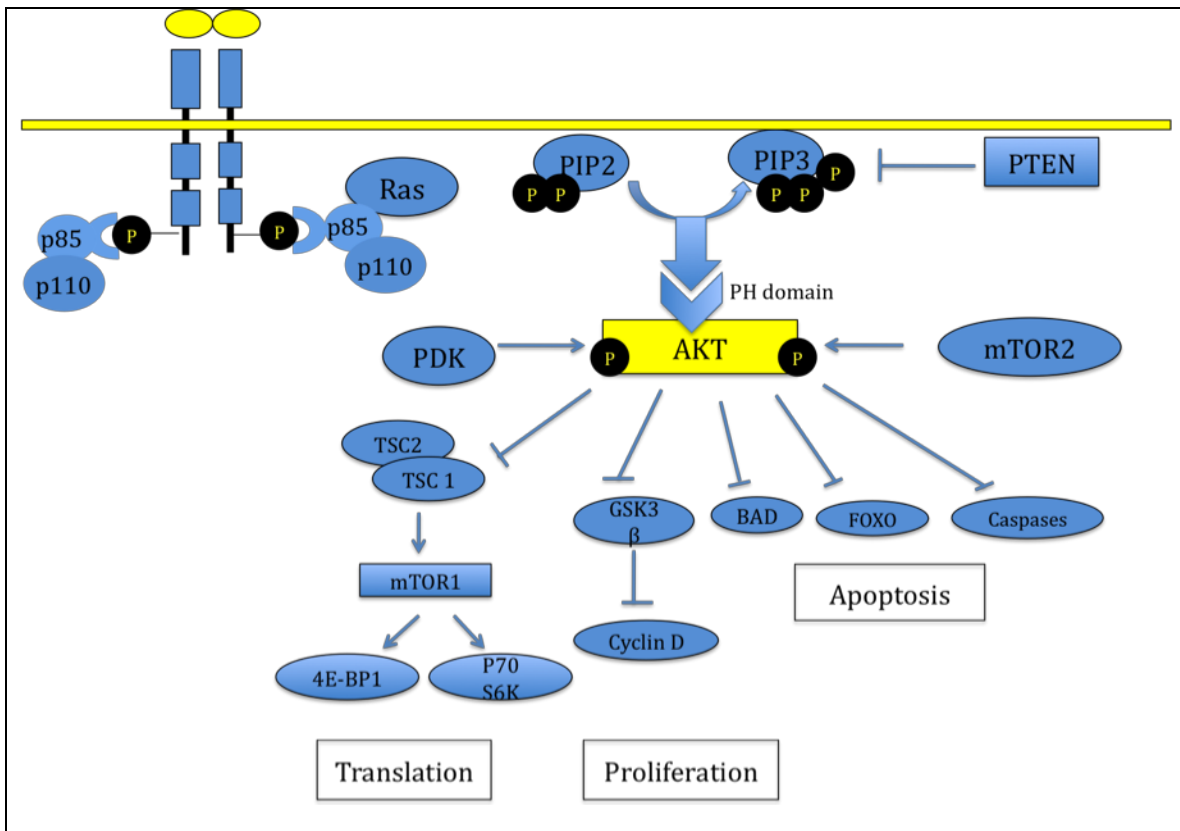 PIP2
P P
PIP3
P P P
PTEN
Ras
p85
P
P
p85
p110
p110
PH domain
PDK
P
AKT
P
mTOR2
TSC2
TSC 1
GSK3
β
BAD
FOXO
Caspases
mTOR1
Apoptosis
Cyclin D
4E-BP1
P70
S6K
Translation
Proliferation